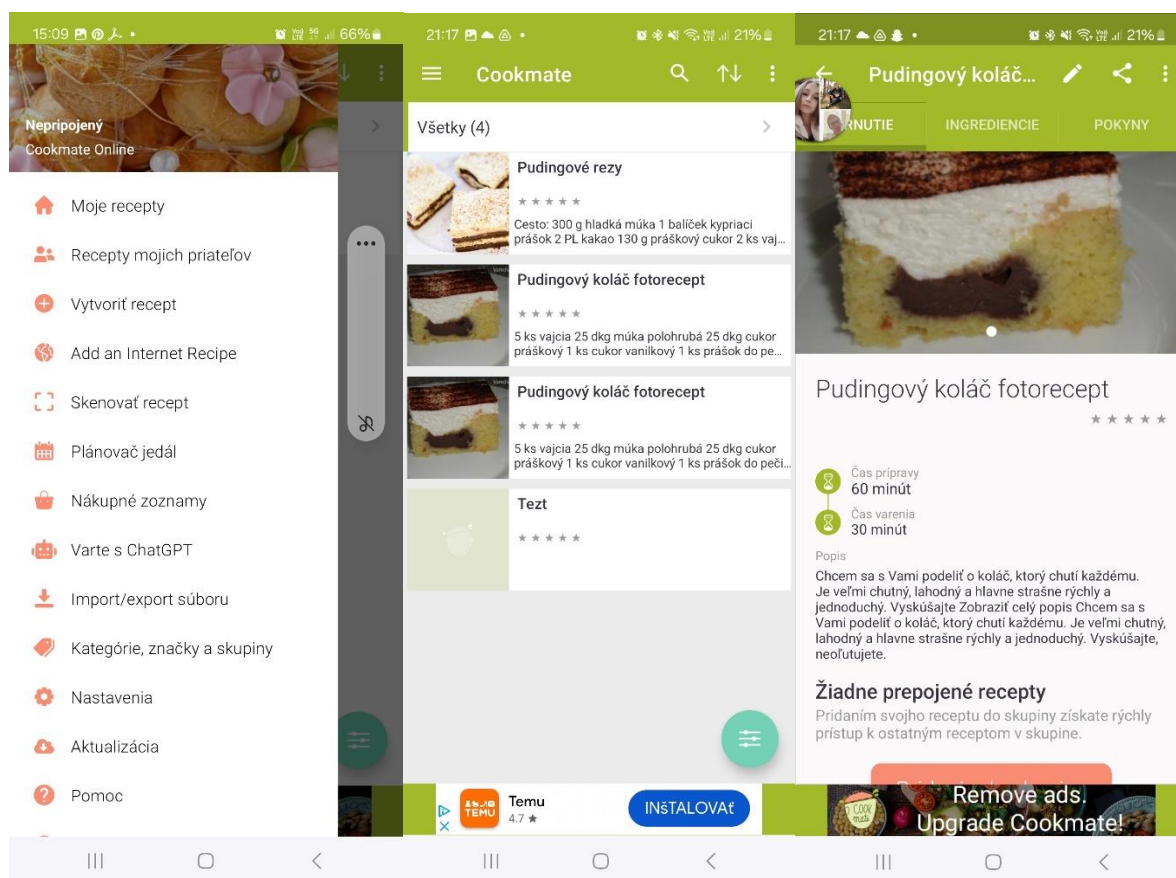 15:09
66%
Nepripojený
Cookmate Online
Moje recepty
Recepty mojich priateľov
Vytvoriť recept
Add an Internet Recipe
Skenovať recept
Plánovač jedál
Nákupné zoznamy
Varte s ChatGPT
Import/export súboru
Kategórie, značky a skupiny
Nastavenia
Aktualizácia
Pomoc
21:17
21%
Cookmate
Všetky (4)
Pudingové rezy
Cesto: 300 g hladká múka 1 balíček kypriaci
prášok 2 PL kakao 130 g práškový cukor 2 ks vaj...
Pudingový koláč fotorecept
5 ks vajcia 25 dkg múka polohrubá 25 dkg cukor
práškový 1 ks cukor vanilkový 1 ks prášok do pe...
Pudingový koláč fotorecept
5 ks vajcia 25 dkg múka polohrubá 25 dkg cukor
práškový 1 ks cukor vanilkový 1 ks prášok do peči...
Tezt
TEMU
Temu
4.7 ★
INšTALOVAť
21:17
21%
Pudingový koláč...
RNUTIE
INGREDIENCIE
POKYNY
Pudingový koláč fotorecept
Čas prípravy
60 minút
Čas varenia
30 minút
Popis
Chcem sa s Vami podeliť o koláč, ktorý chutí každému.
Je veľmi chutný, lahodný a hlavne strašne rýchly a
jednoduchý. Vyskúšajte Zobraziť celý popis Chcem sa s
Vami podeliť o koláč, ktorý chutí každému. Je veľmi chutný,
lahodný a hlavne strašne rýchly a jednoduchý. Vyskúšajte,
neoľutujete.
Žiadne prepojené recepty
Pridaním svojho receptu do skupiny získate rýchly
prístup k ostatným receptom v skupine.
COOK
mate
Remove ads.
Upgrade Cookmate!